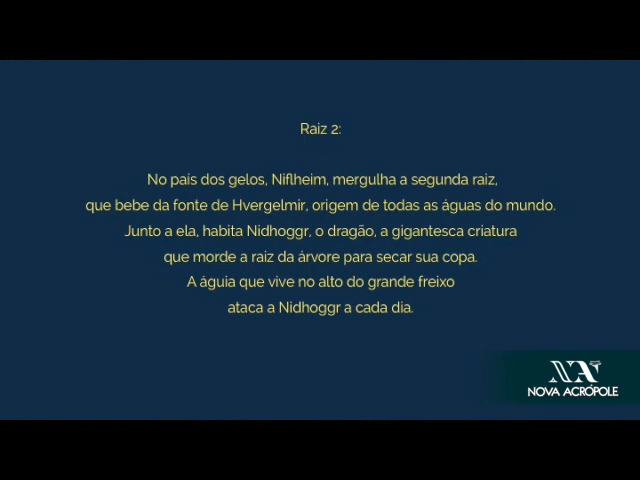 Raiz 2:
No país dos gelos, Niflheim, mergulha a segunda raiz,
que bebe da fonte de Hvergelmir, origem de todas as águas do mundo.
Junto a ela, habita Nidhoggr, o dragão, a gigantesca criatura
que morde a raiz da árvore para secar sua copa.
A águia que vive no alto do grande freixo
ataca a Nidhoggr a cada dia.
NA
NOVA ACRÓPOLE